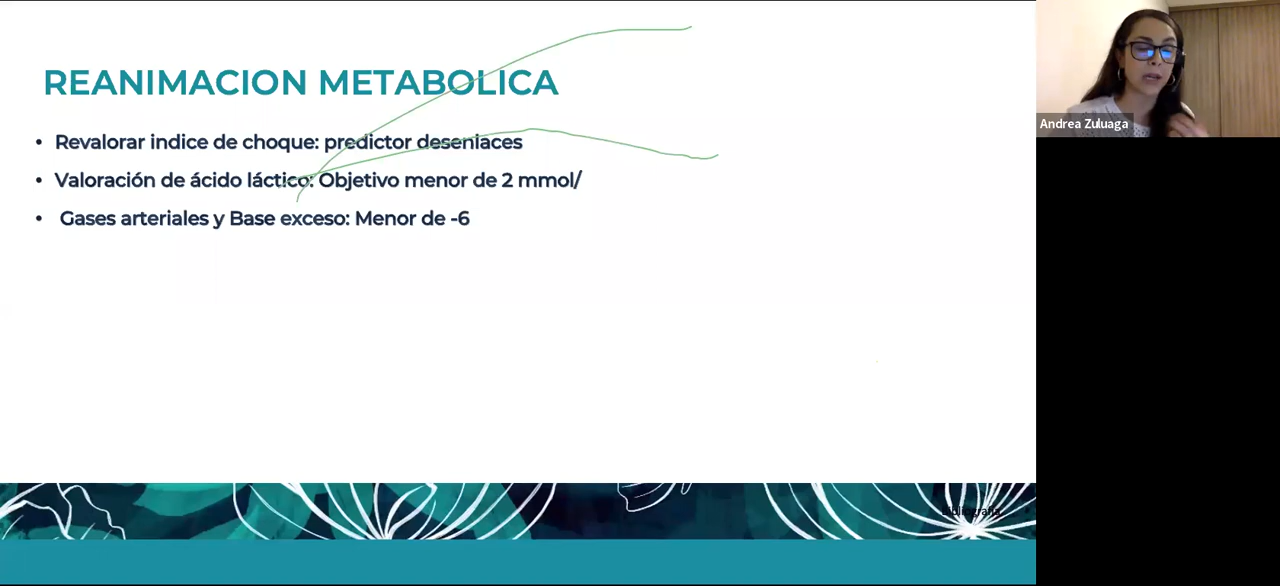 REANIMACION METABOLICA
• Revalorar indice de choque: predictor desenlaces
• Valoración de ácido láctico: Objetivo menor de 2 mmol/
• Gases arteriales y Base exceso: Menor de -6
Andrea Zuluaga
Bibliografia